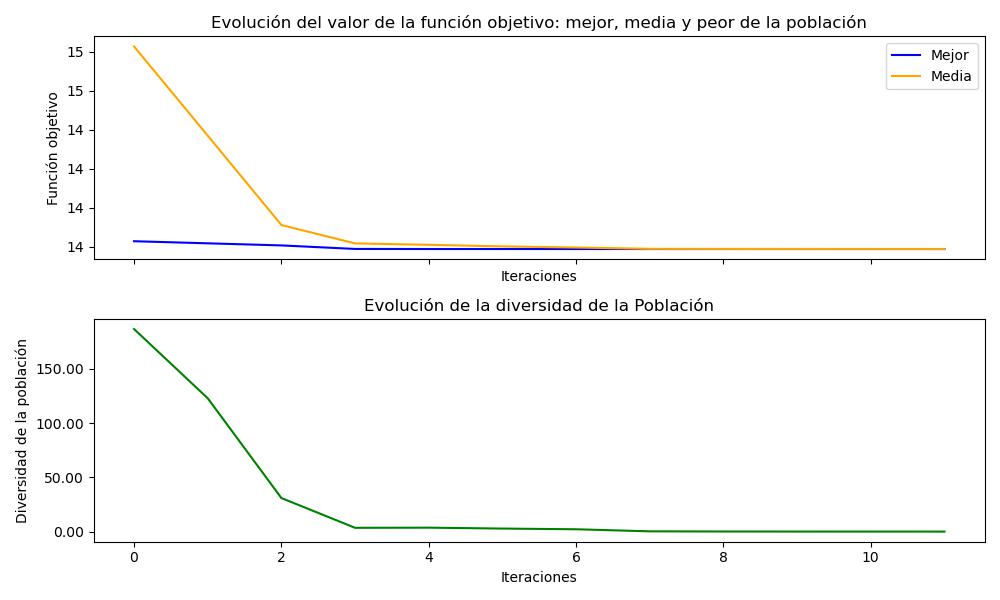 Evolución del valor de la función objetivo: mejor, media y peor de la población
Mejor
Media
Función objetivo
15
15
14
14
14
14
Iteraciones
Evolución de la diversidad de la Población
Diversidad de la población
150.00
100.00
50.00
0.00
0 2 4 6 8 10
Iteraciones